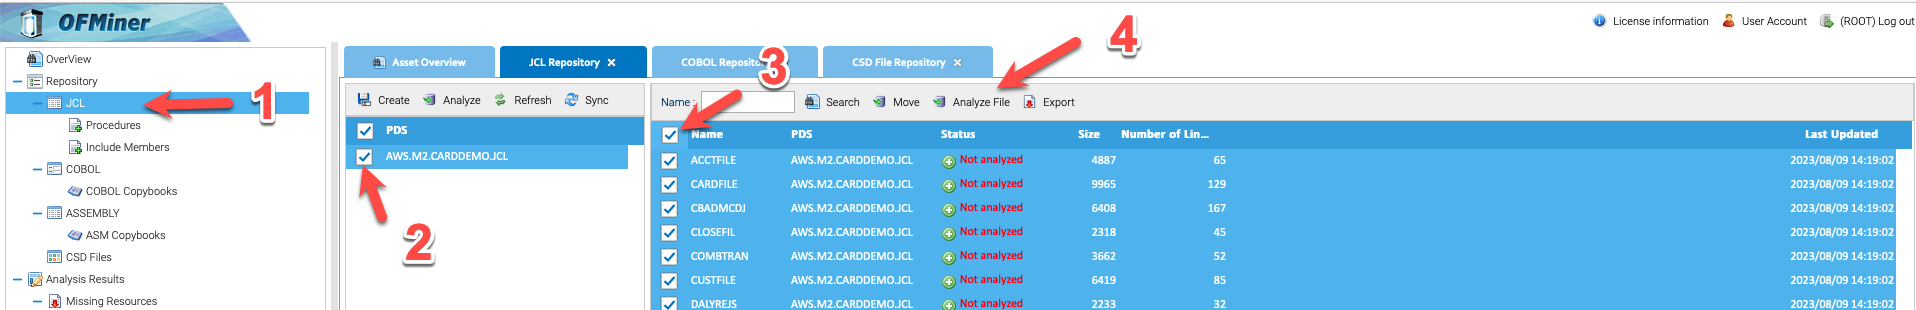 OFMiner
License information
User Account
(ROOT) Log out
OverView
Repository
JCL
Procedures
Include Members
COBOL
COBOL Copybooks
ASSEMBLY
ASM Copybooks
CSD Files
Analysis Results
Missing Resources
1
Asset Overview
JCL Repository ×
COBOL Reposito
CSD File Repository ×
Create Analyze Refresh Sync
PDS
AWS.M2.CARDDEMO.JCL
2
3
4
Name : Search Move Analyze File Export
Name PDS Status Size Number of Lin... Last Updated
ACCTFILE AWS.M2.CARDDEMO.JCL Not analyzed 4887 65 2023/08/09 14:19:02
CARDFILE AWS.M2.CARDDEMO.JCL Not analyzed 9965 129 2023/08/09 14:19:02
CBADMCDJ AWS.M2.CARDDEMO.JCL Not analyzed 6408 167 2023/08/09 14:19:02
CLOSEFIL AWS.M2.CARDDEMO.JCL Not analyzed 2318 45 2023/08/09 14:19:02
COMBTRAN AWS.M2.CARDDEMO.JCL Not analyzed 3662 52 2023/08/09 14:19:02
CUSTFILE AWS.M2.CARDDEMO.JCL Not analyzed 6419 85 2023/08/09 14:19:02
DALYREJS AWS.M2.CARDDEMO.JCL Not analyzed 2233 32 2023/08/09 14:19:02